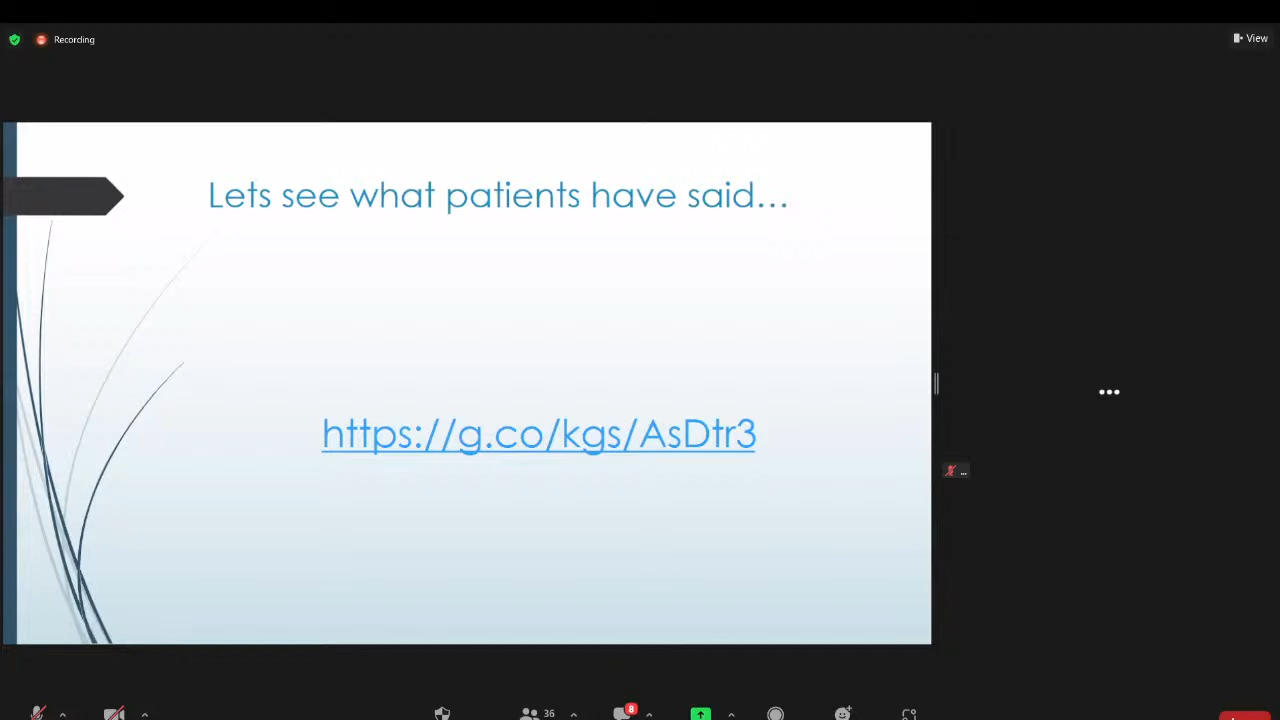 Recording
View
Lets see what patients have said...
https://g.co/kgs/AsDtr3
...
36
8